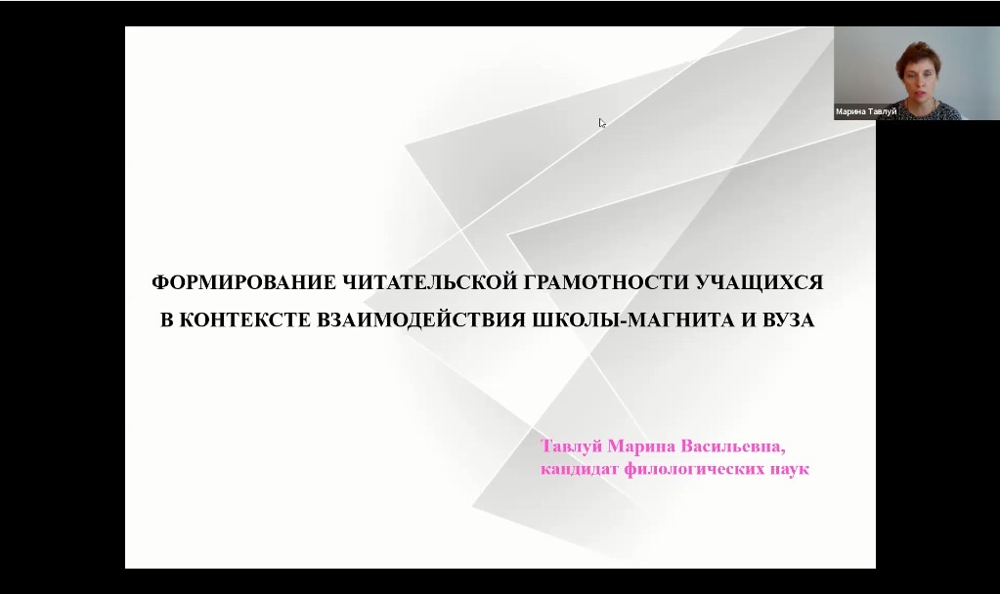 Марина Тавлуй
ФОРМИРОВАНИЕ ЧИТАТЕЛЬСКОЙ ГРАМОТНОСТИ УЧАЩИХСЯ
В КОНТЕКСТЕ ВЗАИМОДЕЙСТВИЯ ШКОЛЫ-МАГНИТА И ВУЗА
Тавлуй Марина Васильевна,
кандидат филологических наук